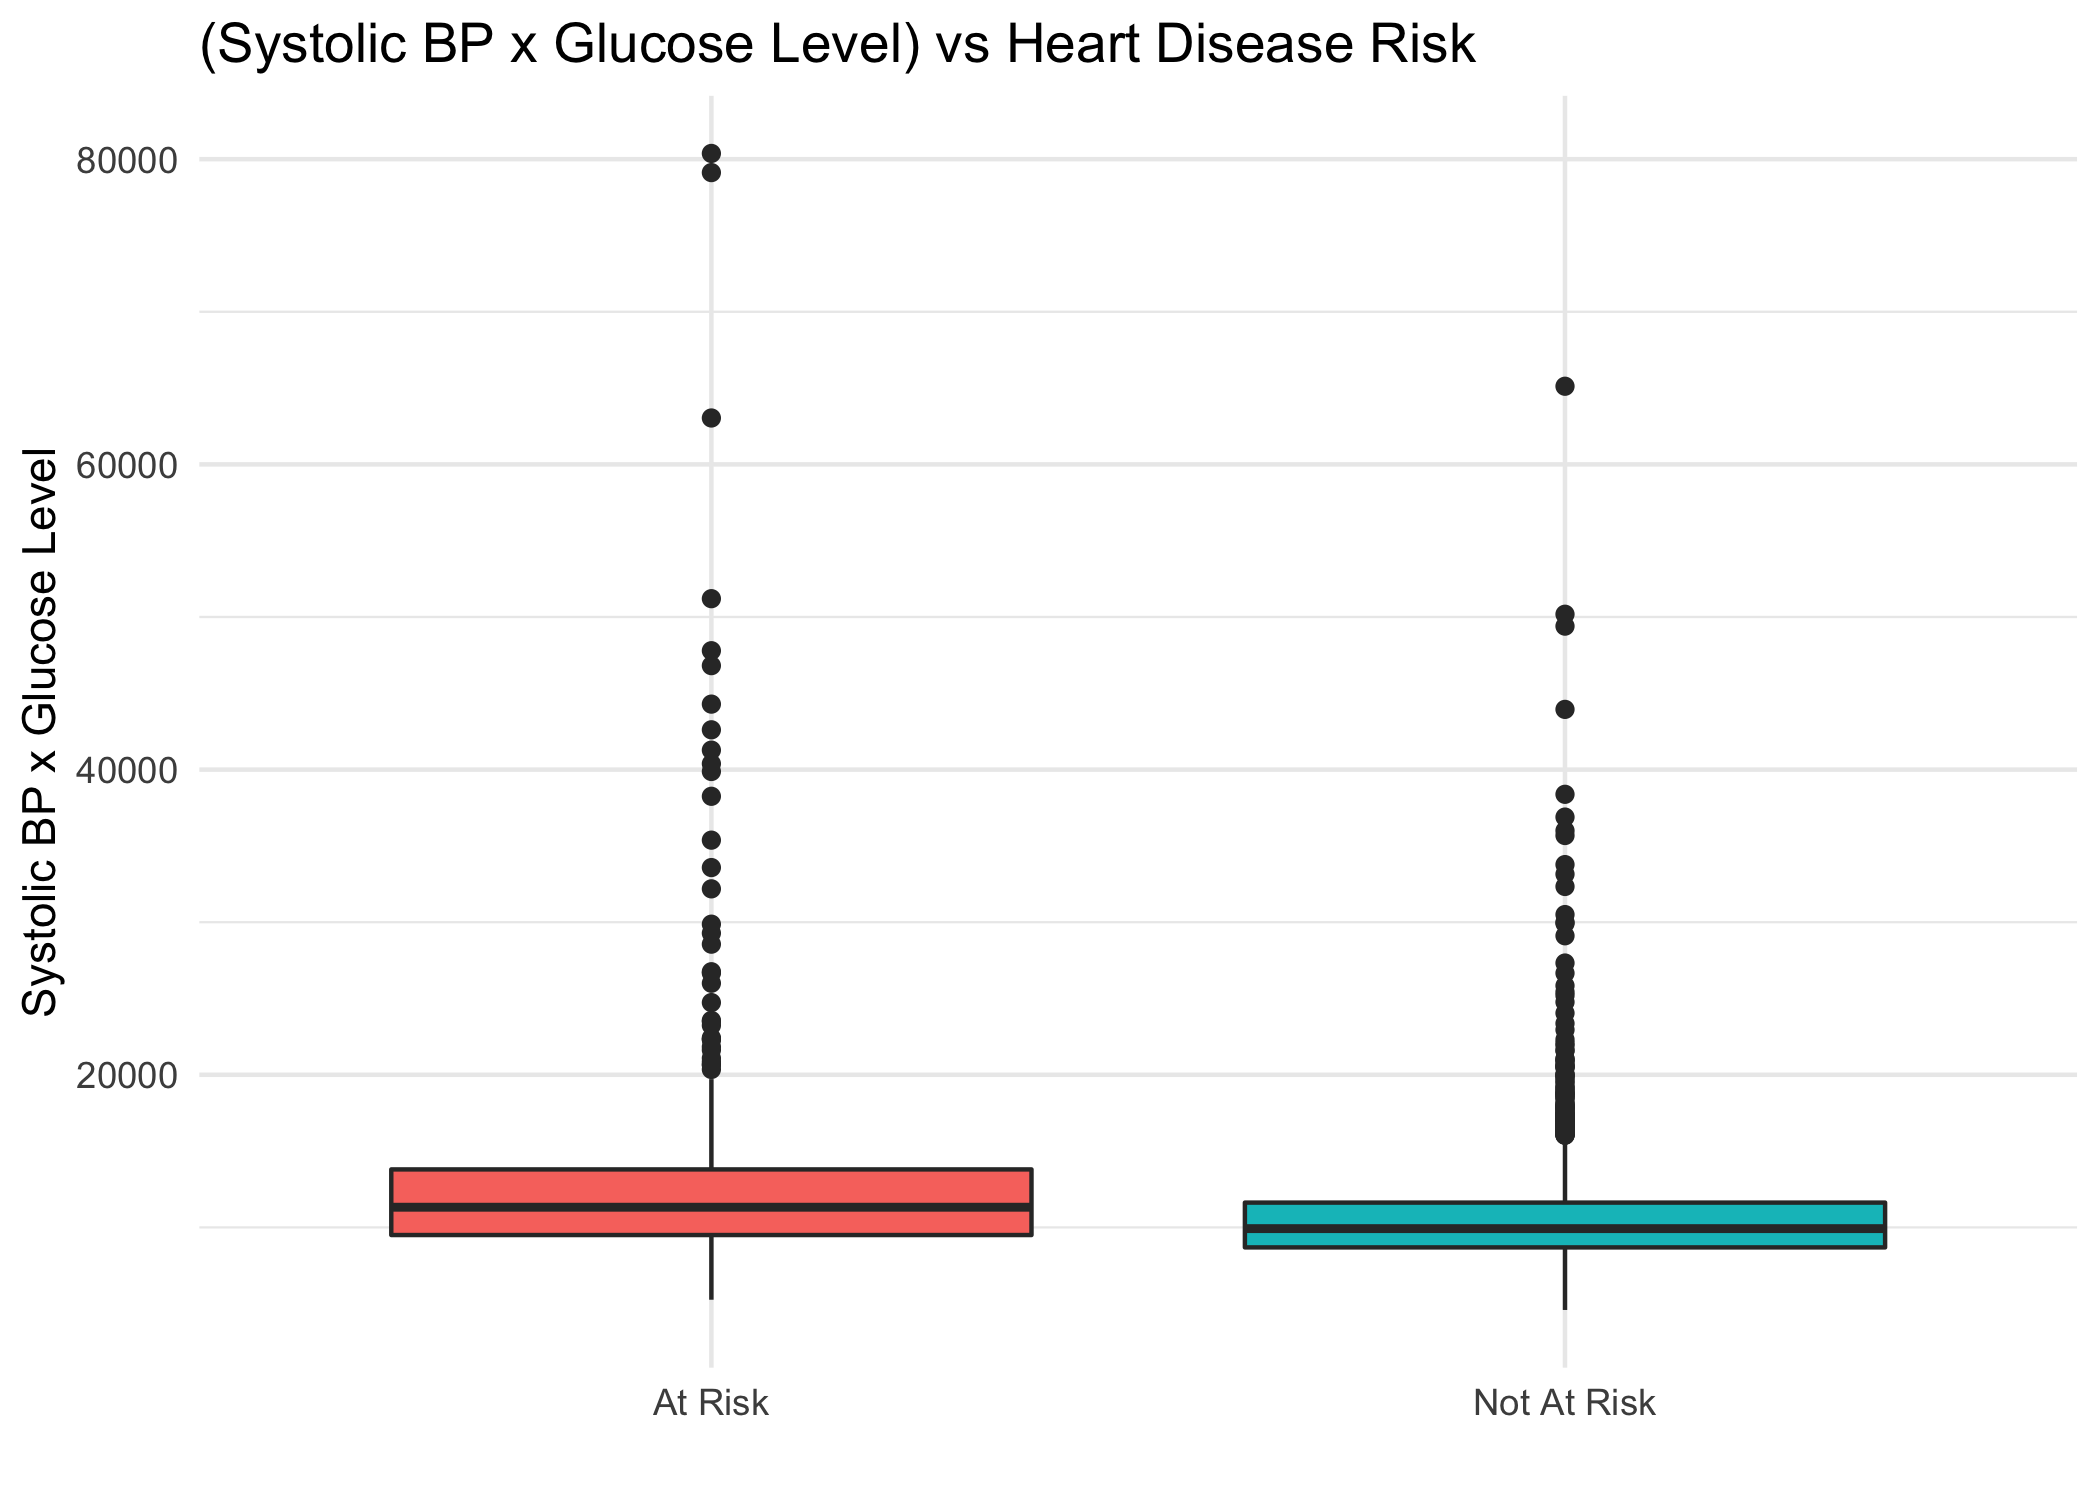 (Systolic BP x Glucose Level) vs Heart Disease Risk
Systolic BP x Glucose Level
80000
60000
40000
20000
At Risk
Not At Risk